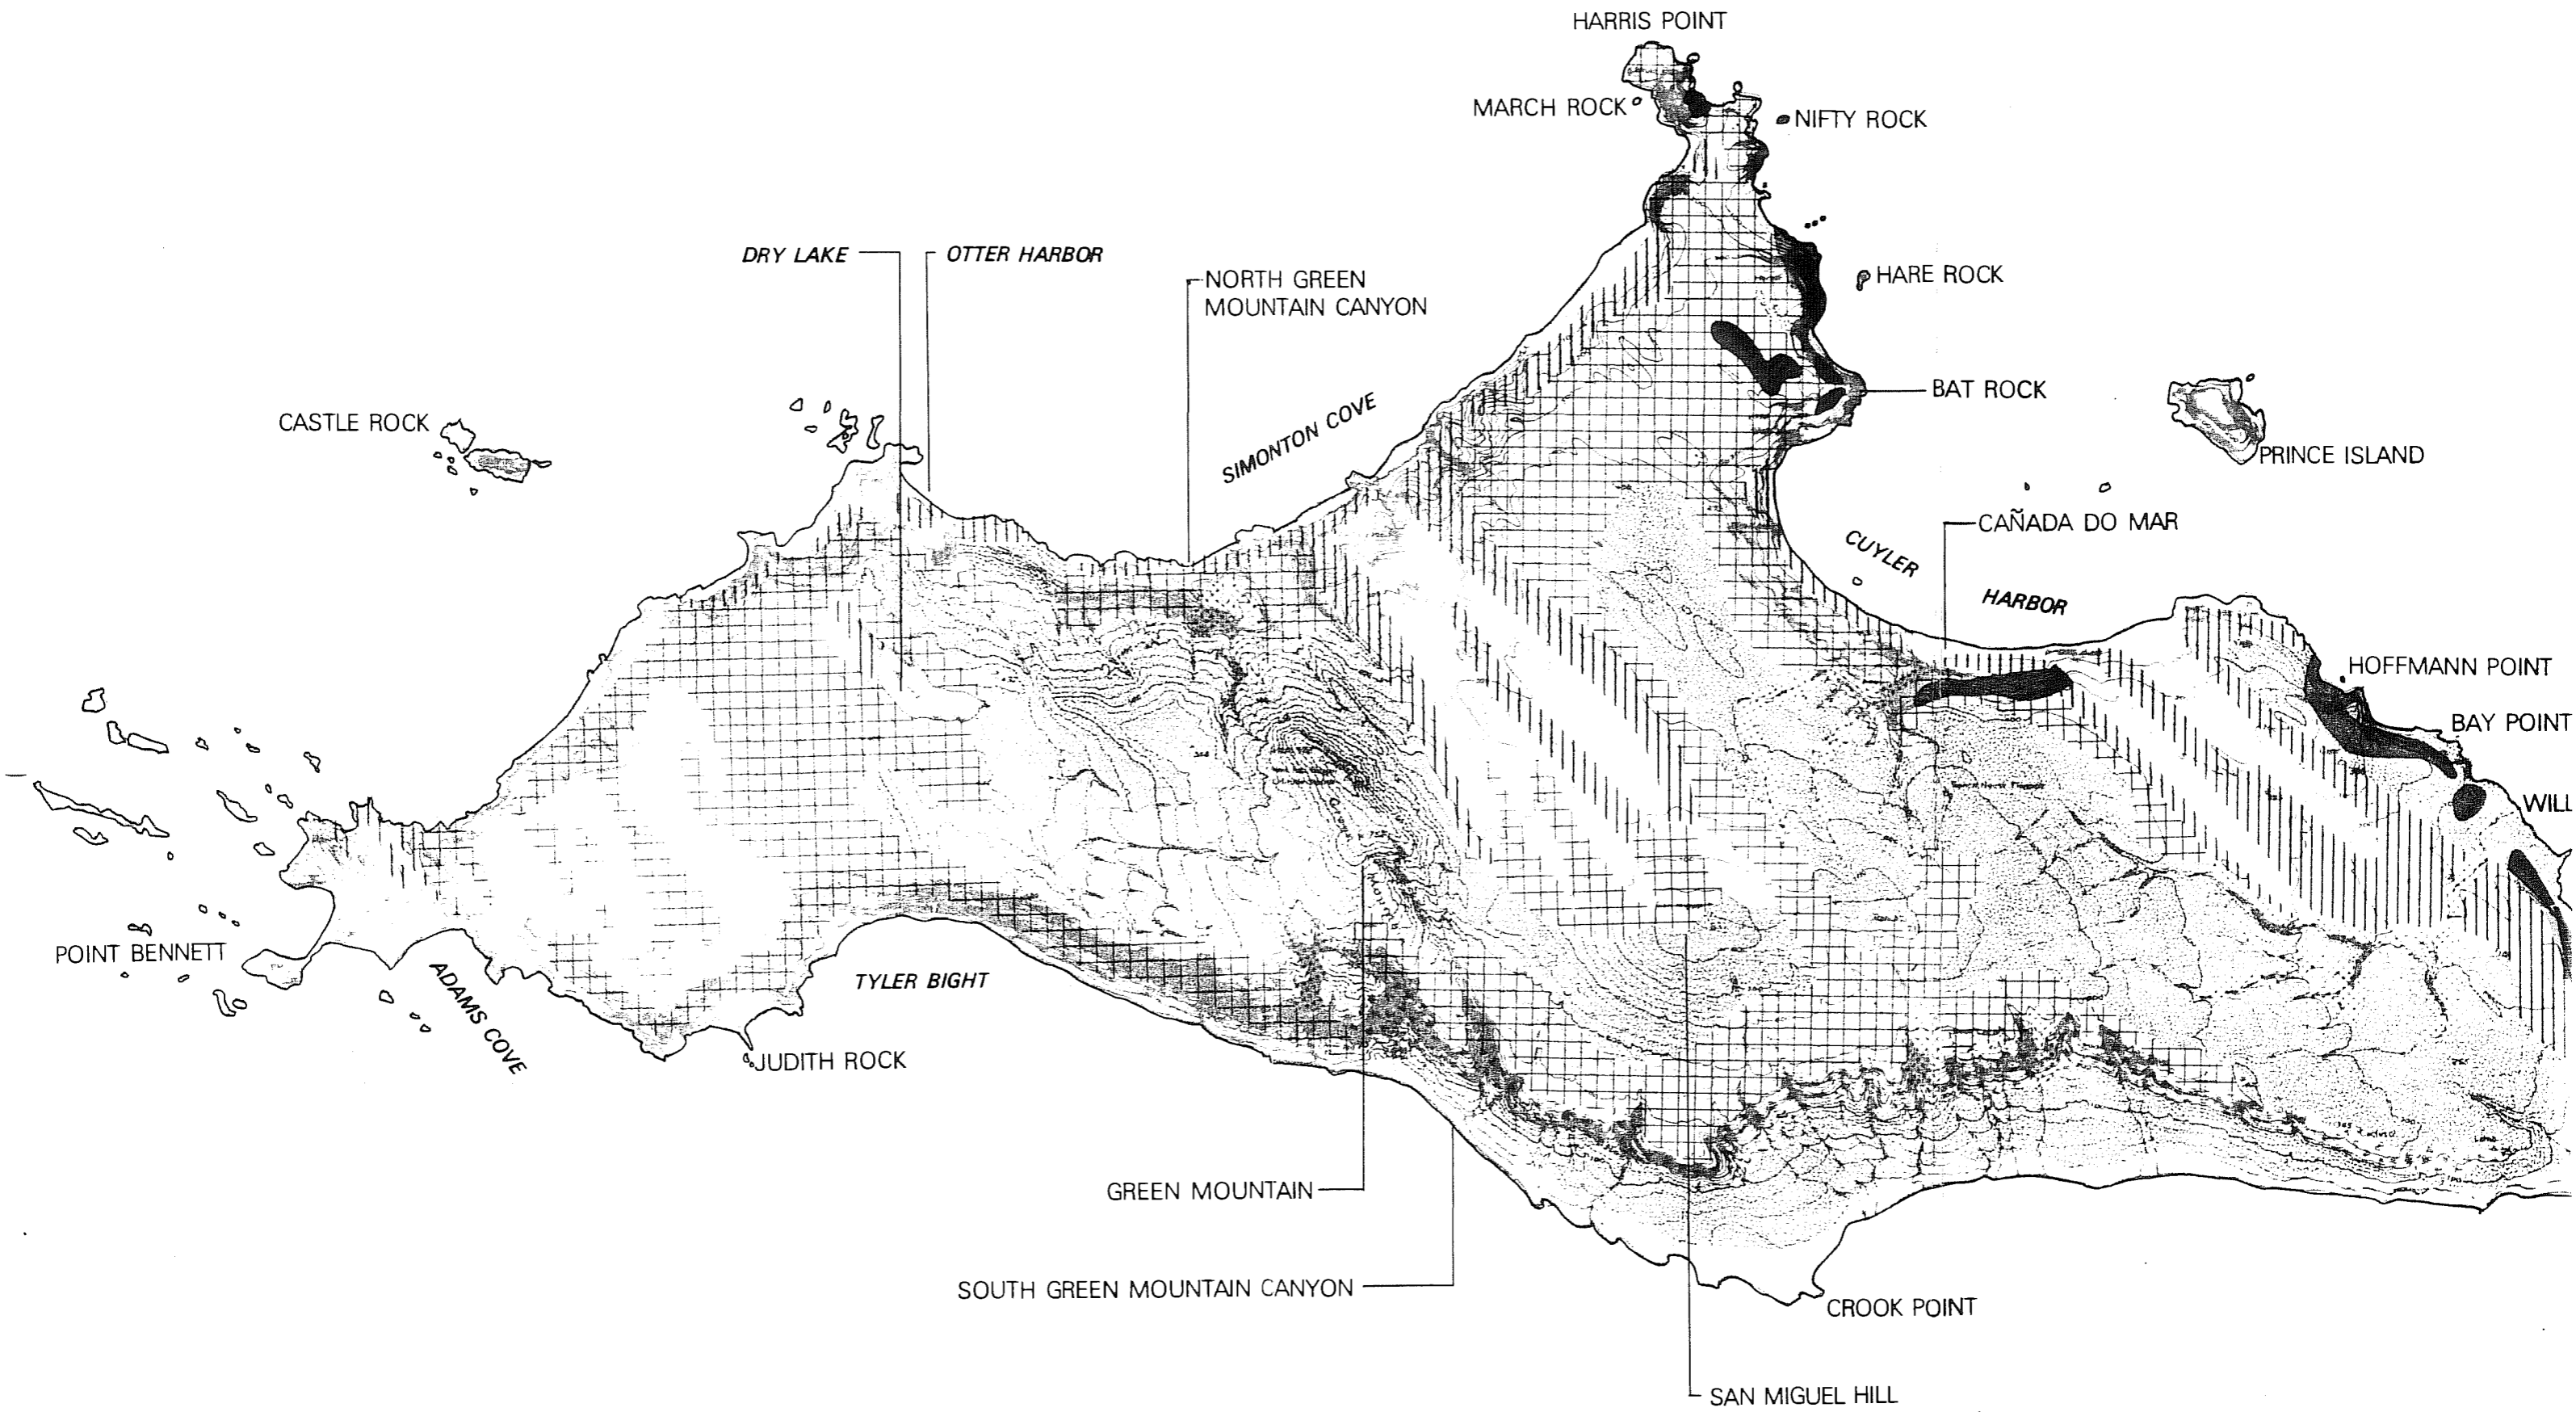 HARRIS POINT
MARCH ROCK
NIFTY ROCK
DRY LAKE
OTTER HARBOR
NORTH GREEN
MOUNTAIN CANYON
HARE ROCK
BAT ROCK
CASTLE ROCK
SIMONTON COVE
PRINCE ISLAND
CAÑADA DO MAR
CUYLER
HARBOR
HOFFMANN POINT
BAY POINT
WILL
POINT BENNETT
ADAMS COVE
TYLER BIGHT
JUDITH ROCK
GREEN MOUNTAIN
SOUTH GREEN MOUNTAIN CANYON
CROOK POINT
SAN MIGUEL HILL